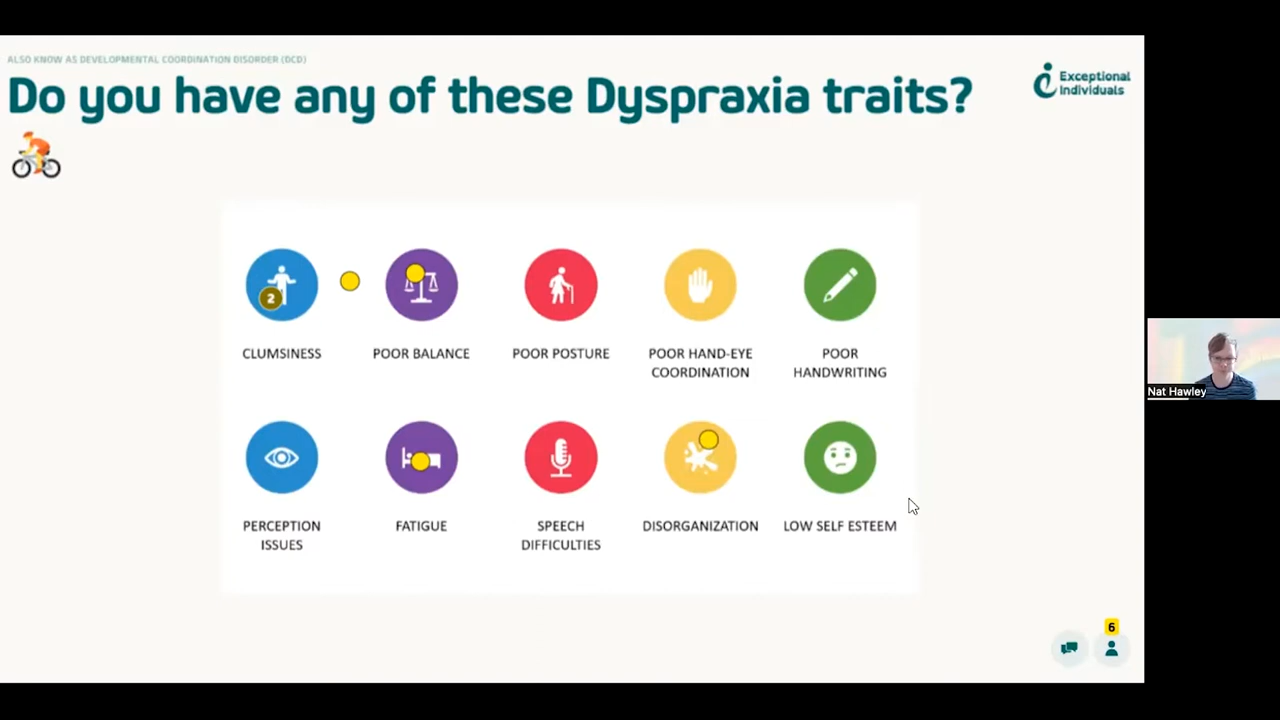 ALSO KNOW AS DEVELOPMENTAL COORDINATION DISORDER (DCD)
Do you have any of these Dyspraxia traits?
Exceptional
Individuals
2
CLUMSINESS
POOR BALANCE
POOR POSTURE
POOR HAND-EYE
COORDINATION
POOR
HANDWRITING
PERCEPTION
ISSUES
FATIGUE
SPEECH
DIFFICULTIES
DISORGANIZATION
LOW SELF ESTEEM
Nat Hawley
6